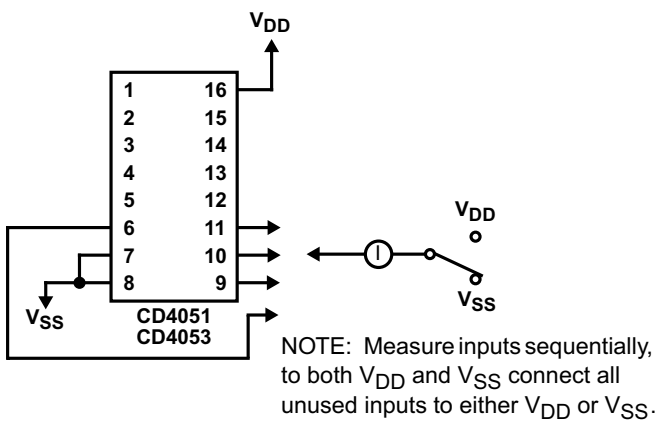 VDD
1 16
2 15
3 14
4 13
5 12
6 11
7 10
8 9
VSS
CD4051
CD4053
I
VDD
VSS
NOTE: Measure inputs sequentially,
to both VDD and VSS connect all
unused inputs to either VDD or VSS.